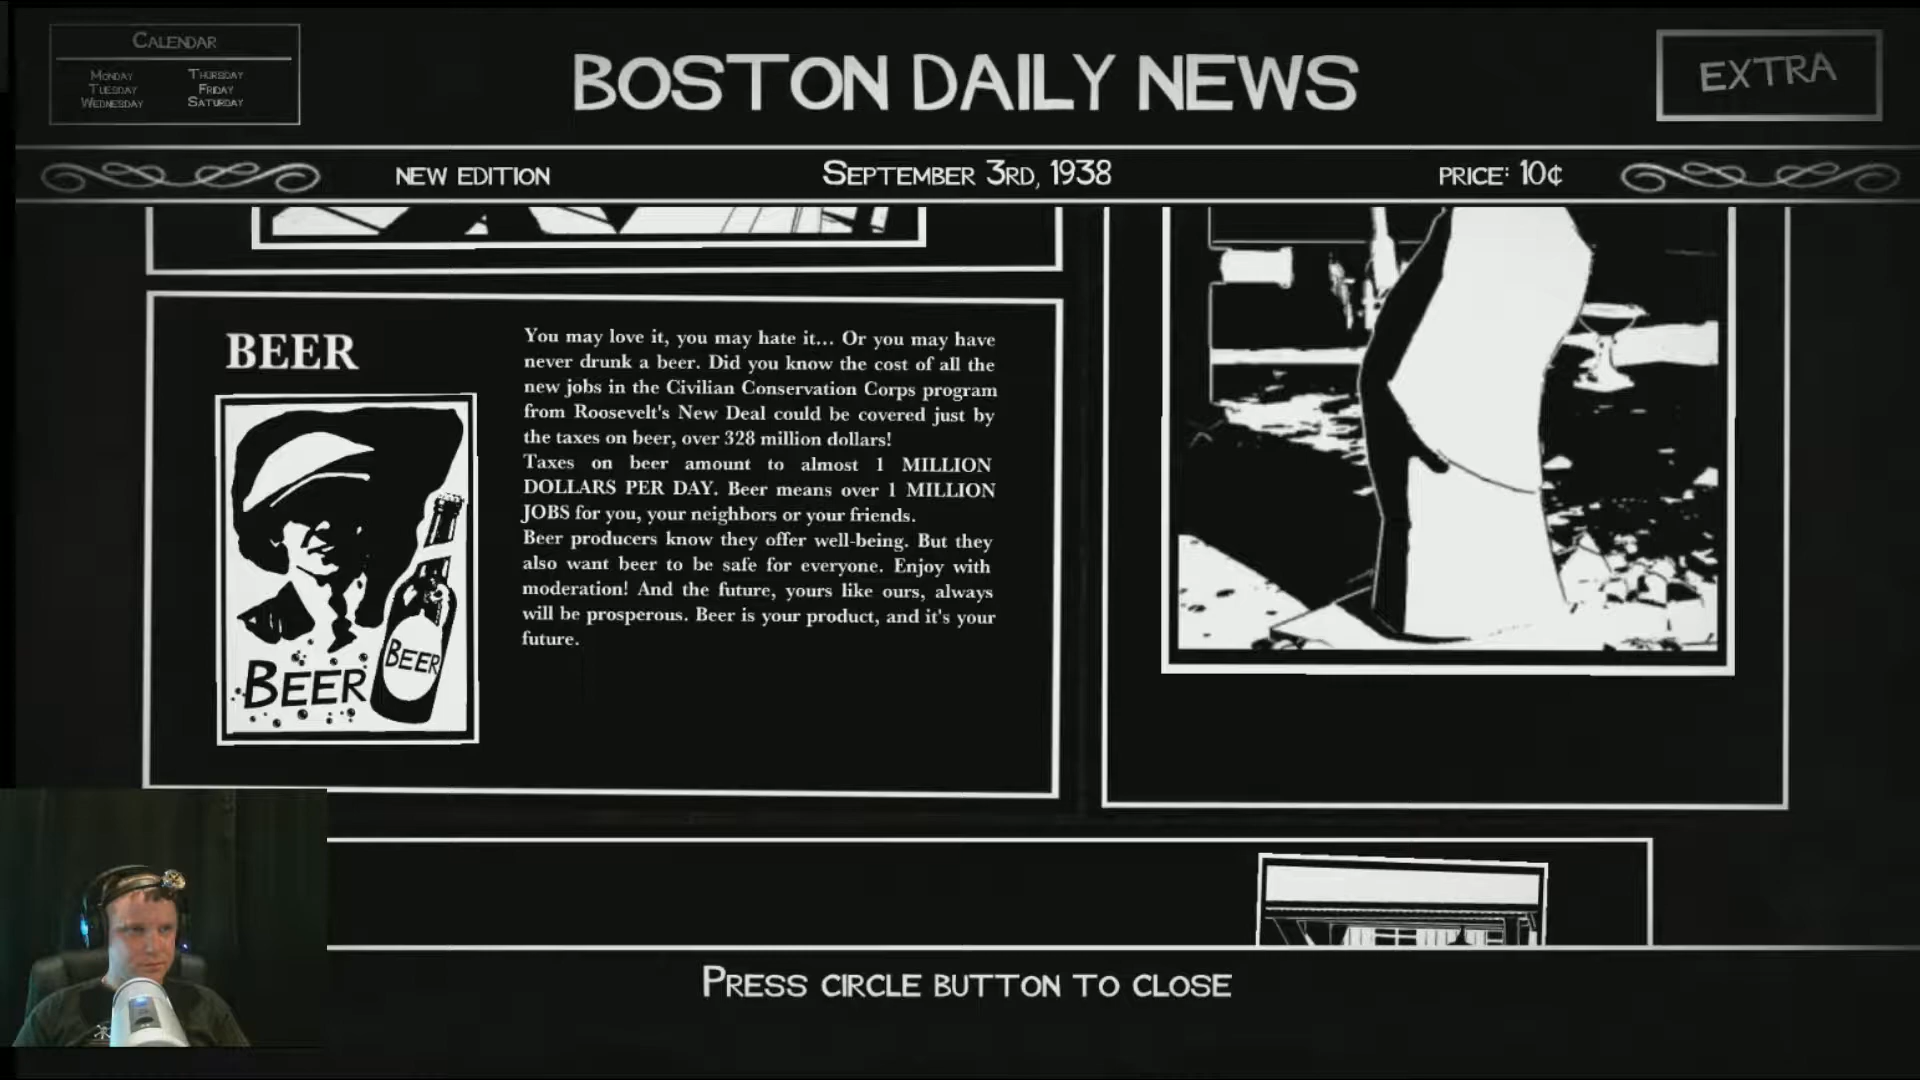 CALENDAR
MONDAY
TUESDAY
WEDNESDAY
THURSDAY
FRIDAY
SATURDAY
BOSTON DAILY NEWS
EXTRA
NEW EDITION
SEPTEMBER 3RD, 1938
PRICE: 10¢
BEER
You may love it, you may hate it... Or you may have
never drunk a beer. Did you know the cost of all the
new jobs in the Civilian Conservation Corps program
from Roosevelt's New Deal could be covered just by
the taxes on beer, over 328 million dollars!
Taxes on beer amount to almost 1 MILLION
DOLLARS PER DAY. Beer means over 1 MILLION
JOBS for you, your neighbors or your friends.
Beer producers know they offer well-being. But they
also want beer to be safe for everyone. Enjoy with
moderation! And the future, yours like ours, always
will be prosperous. Beer is your product, and it's your
future.
BEER
BEER
PRESS CIRCLE BUTTON TO CLOSE